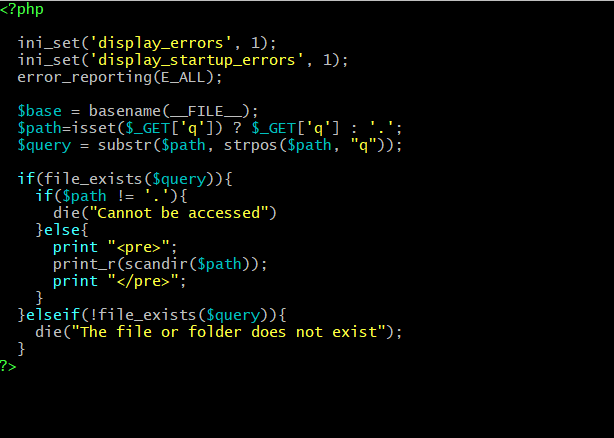 <?php
ini_set('display_errors', 1);
ini_set('display_startup_errors', 1);
error_reporting(E_ALL);
$base = basename(__FILE__);
$path=isset($_GET['q']) ? $_GET['q'] : '.';
$query = substr($path, strpos($path, "q"));
if(file_exists($query)){
if($path != '.'){
die("Cannot be accessed")
}else{
print "<pre>";
print_r(scandir($path));
print "</pre>";
}
}elseif(!file_exists($query)){
die("The file or folder does not exist");
}
?>